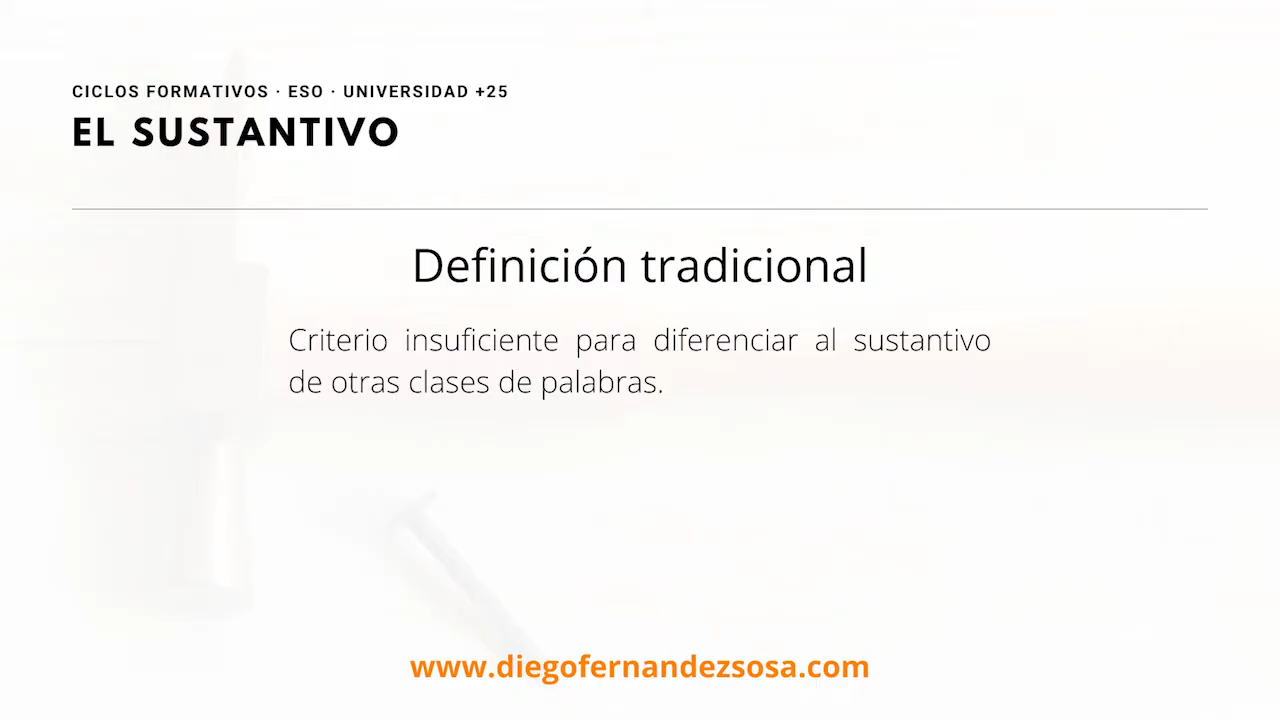 CICLOS FORMATIVOS · ESO · UNIVERSIDAD +25
EL SUSTANTIVO
Definición tradicional
Criterio insuficiente para diferenciar al sustantivo
de otras clases de palabras.
www.diegofernandezsosa.com